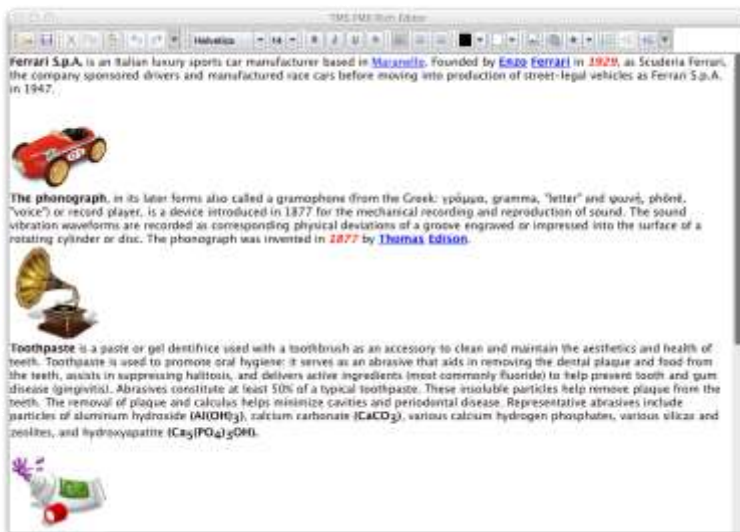 TMS FMX Rich Editor
Helvetica 14 B I U
Ferrari S.p.A. is an Italian luxury sports car manufacturer based in Maranello. Founded by Enzo Ferrari in 1929, as Scuderia Ferrari,
the company sponsored drivers and manufactured race cars before moving into production of street-legal vehicles as Ferrari S.p.A.
in 1947.
The phonograph, in its later forms also called a gramophone (from the Greek: γράμμα, gramma, "letter" and φωνή, phōnē,
"voice") or record player, is a device introduced in 1877 for the mechanical recording and reproduction of sound. The sound
vibration waveforms are recorded as corresponding physical deviations of a groove engraved or impressed into the surface of a
rotating cylinder or disc. The phonograph was invented in 1877 by Thomas Edison.
Toothpaste is a paste or gel dentifrice used with a toothbrush as an accessory to clean and maintain the aesthetics and health of
teeth. Toothpaste is used to promote oral hygiene: it serves as an abrasive that aids in removing the dental plaque and food from
the teeth, assists in suppressing halitosis, and delivers active ingredients (most commonly fluoride) to help prevent tooth and gum
disease (gingivitis). Abrasives constitute at least 50% of a typical toothpaste. These insoluble particles help remove plaque from the
teeth. The removal of plaque and calculus helps minimize cavities and periodontal disease. Representative abrasives include
particles of aluminum hydroxide (Al(OH)3), calcium carbonate (CaCO3), various calcium hydrogen phosphates, various silicas and
zeolites, and hydroxyapatite (Ca5(PO4)3OH).